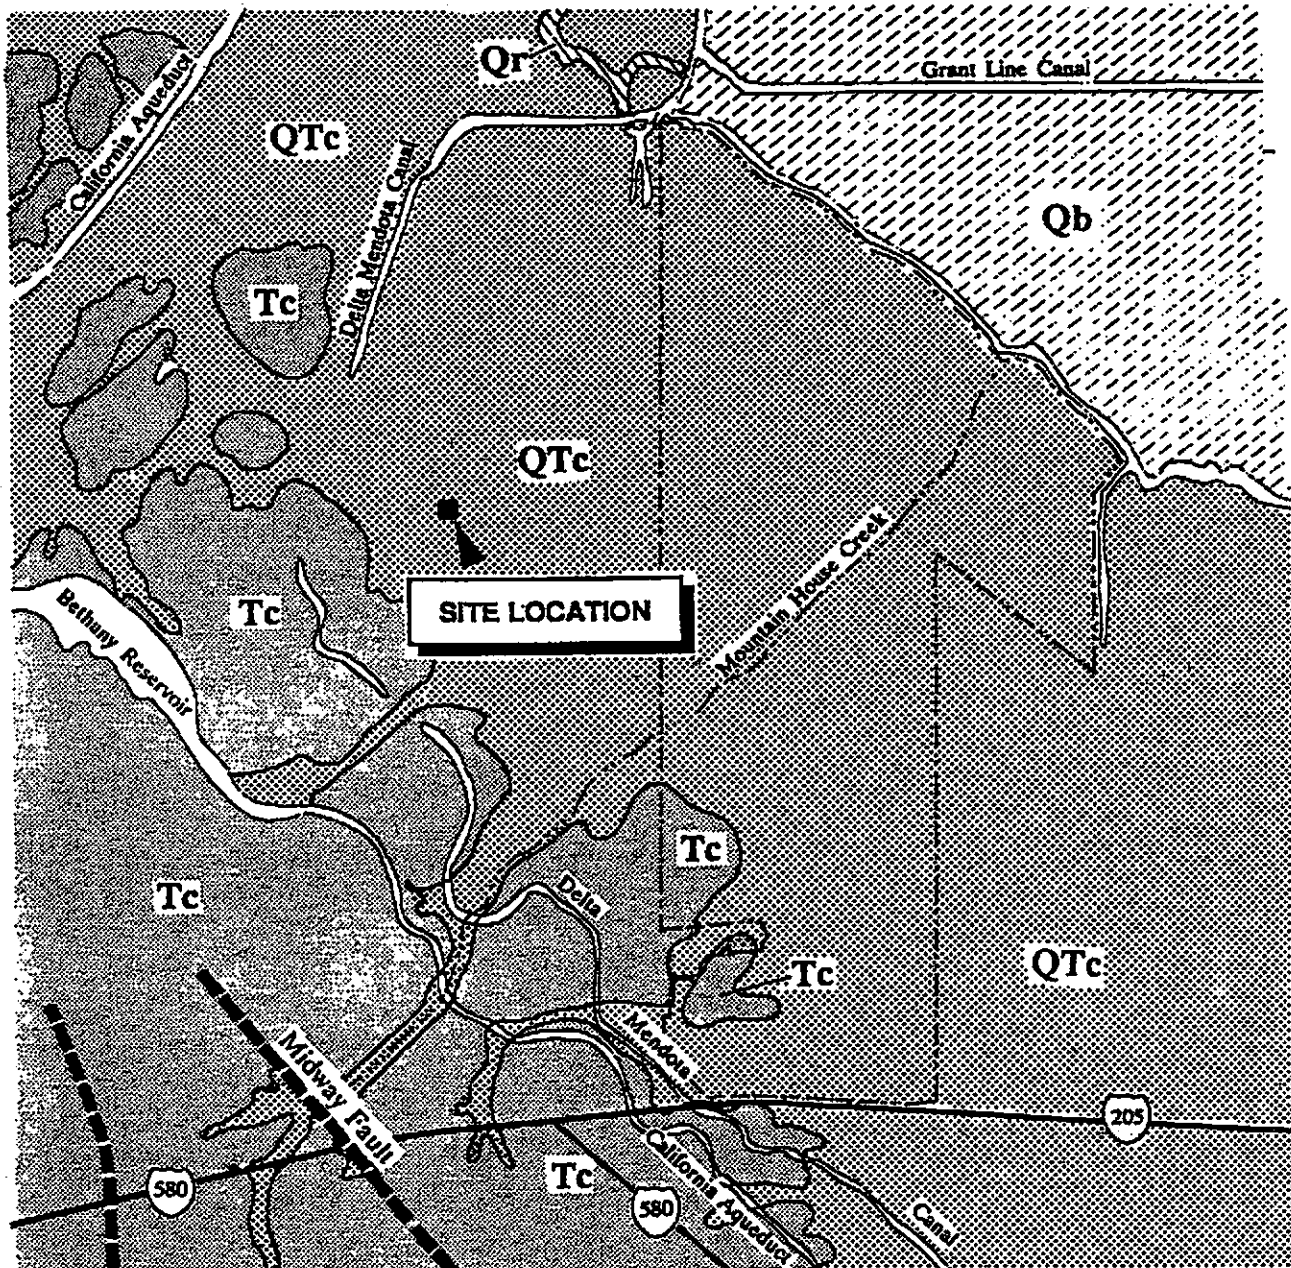 Qr
Grant Line Canal
California Aqueduct
QTc
Delta Mendota Canal
Qb
Tc
QTc
Mountain House Creek
SITE LOCATION
Tc
Bethany Reservoir
Tc
Tc
Delta
Tc
QTc
Mendota
Midway Fault
205
California Aqueduct
Tc
580
580
Canal